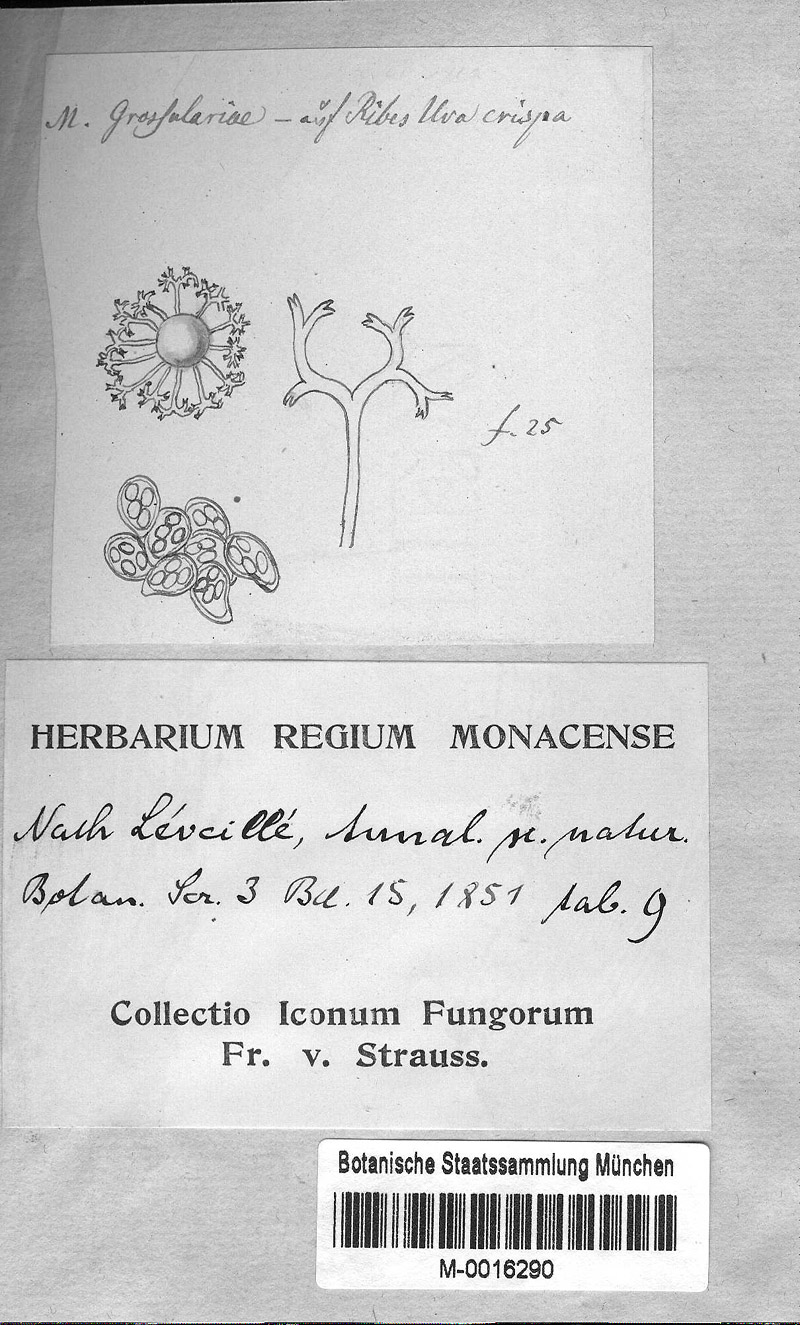 M. Grossulariae – auf Ribes Uva crispa
f. 25
HERBARIUM REGIUM MONACENSE
Nach Léveillé, Annal. sc. natur.
Botan. Ser. 3 Bd. 15, 1851 tab. 9
Collectio Iconum Fungorum
Fr. v. Strauss.
Botanische Staatssammlung München
M-0016290